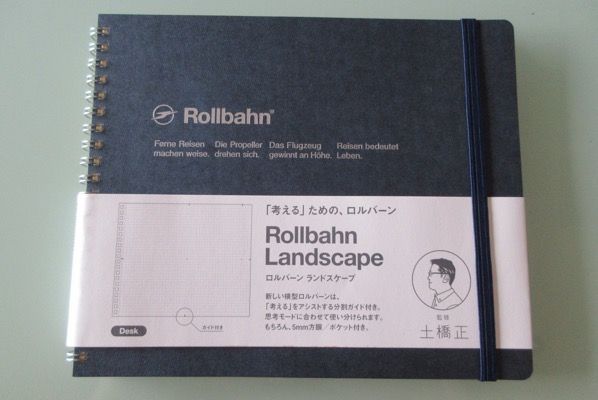 Rollbahn®
Ferne Reisen Die Propeller Das Flugzeug Reisen bedeutet
machen weise. drehen sich. gewinnt an Höhe. Leben.
「考える」ための、ロルバーン
Rollbahn
Landscape
ロルバーン ランドスケープ
新しい横型ロルバーンは、
「考える」をアシストする分割ガイド付き。
思考モードに合わせて使い分けられます。
もちろん、5mm方眼／ポケット付き。
Desk
ガイド付き
監修
土橋正